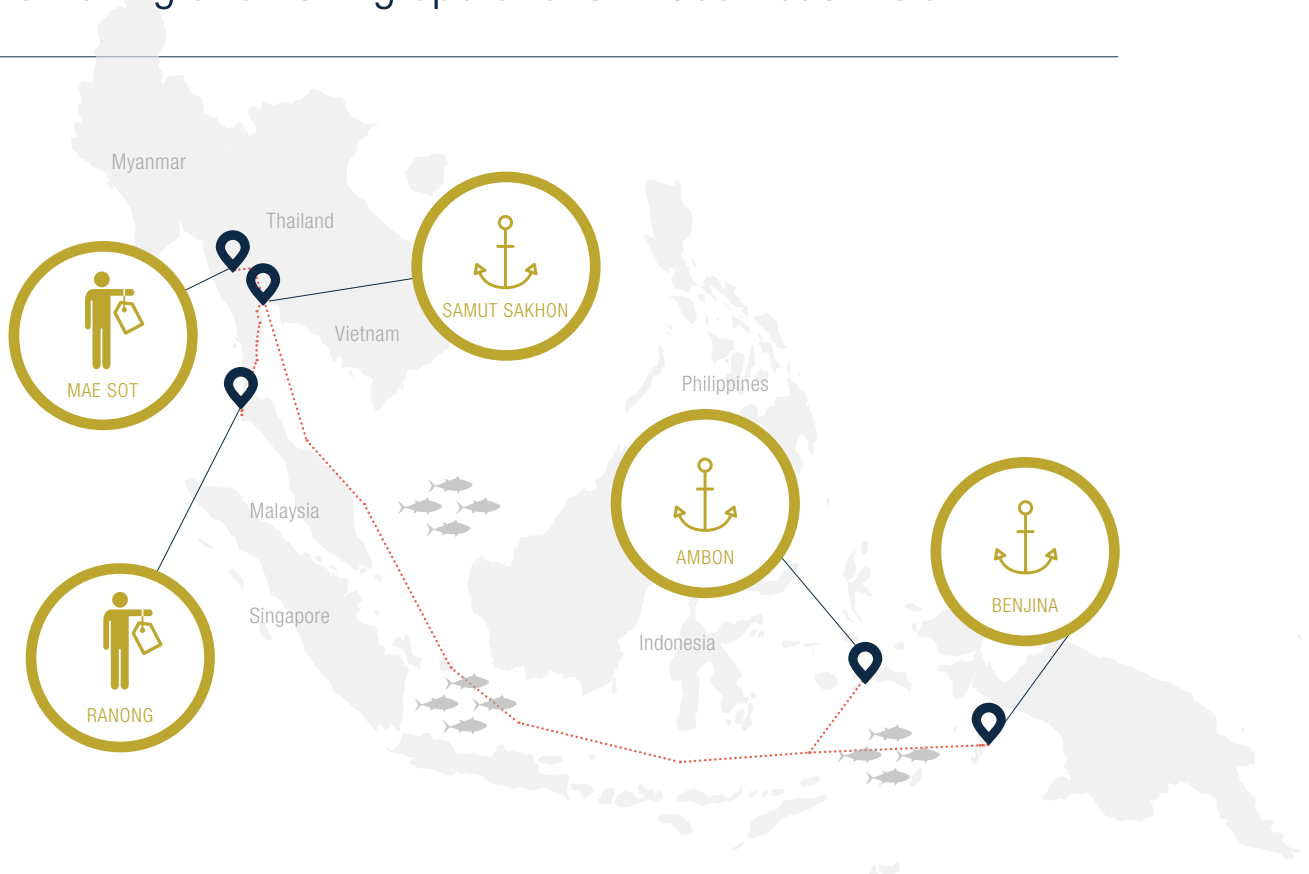 Myanmar
Thailand
SAMUT SAKHON
MAE SOT
Vietnam
Philippines
Malaysia
AMBON
BENJINA
Singapore
Indonesia
RANONG